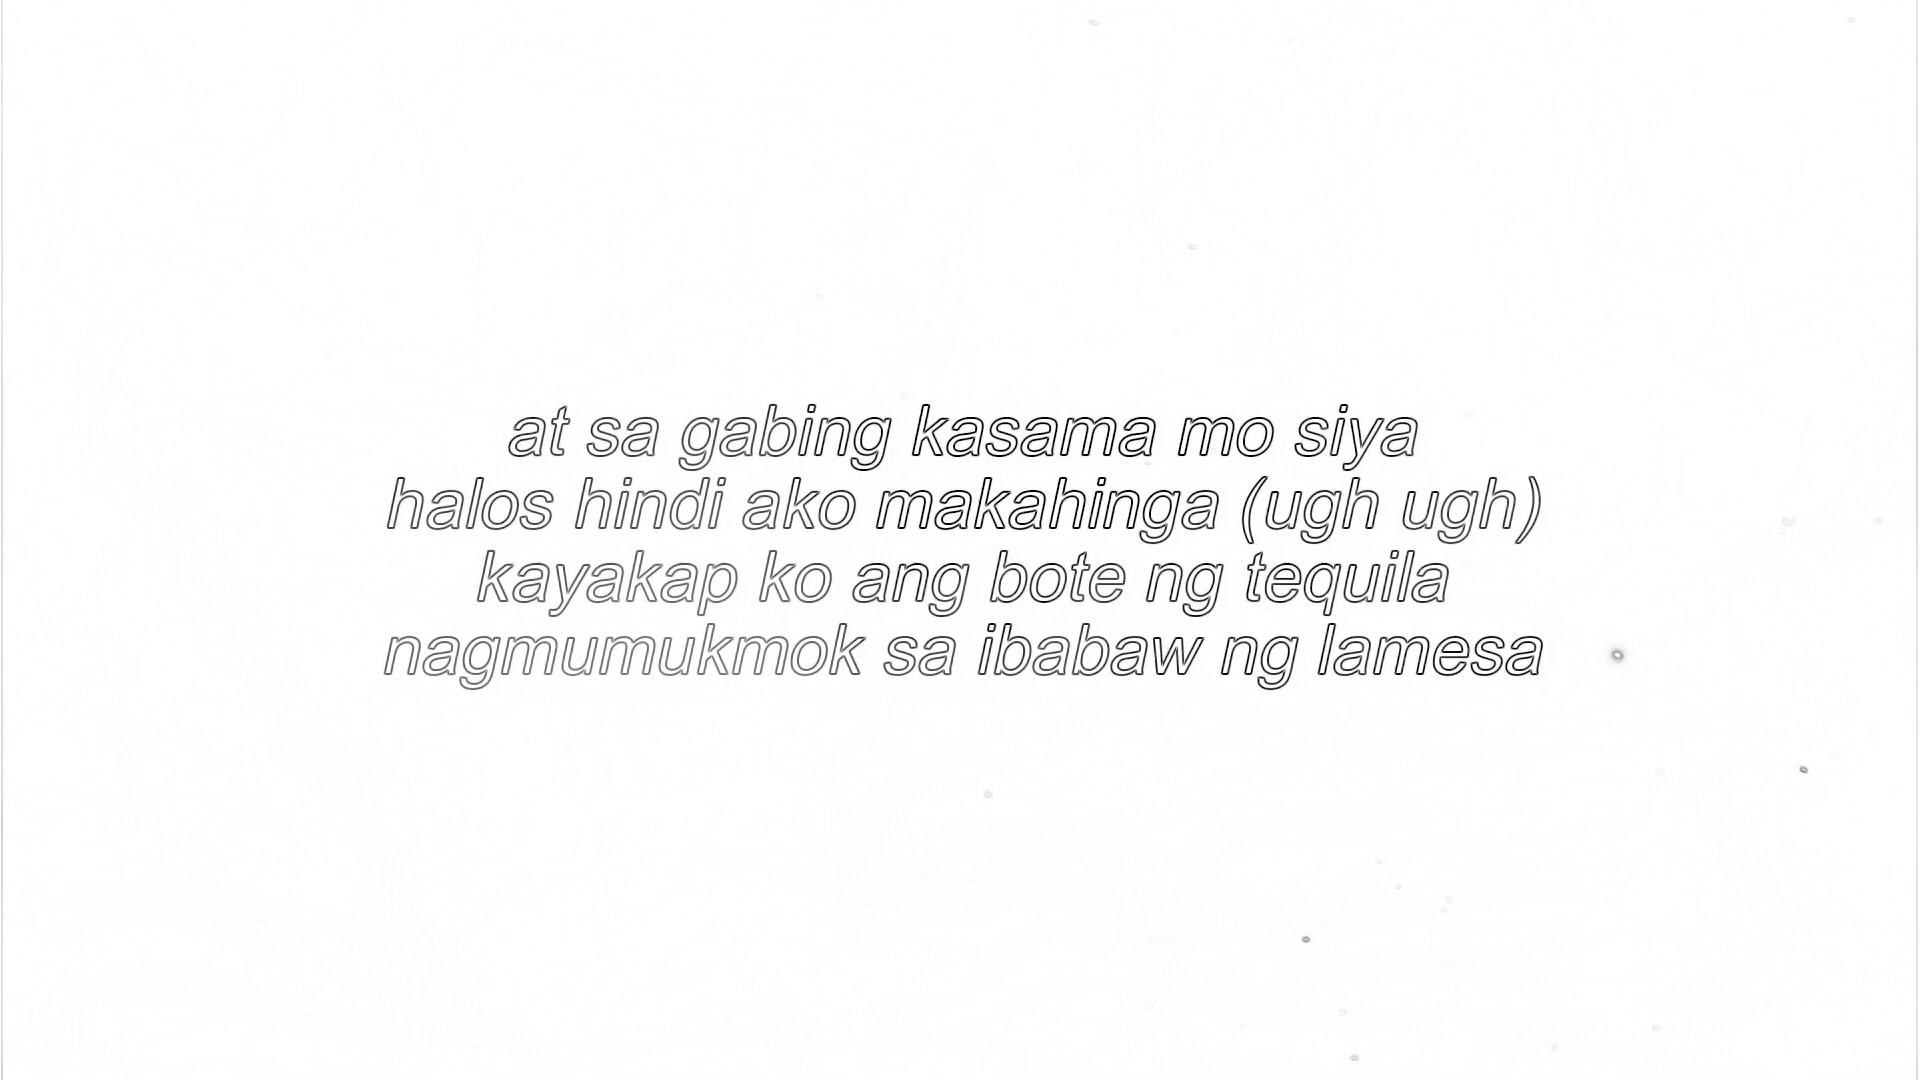 at sa gabing kasama mo siya
halos hindi ako makahinga (ugh ugh)
kayakap ko ang bote ng tequila
nagmumukmok sa ibabaw ng lamesa